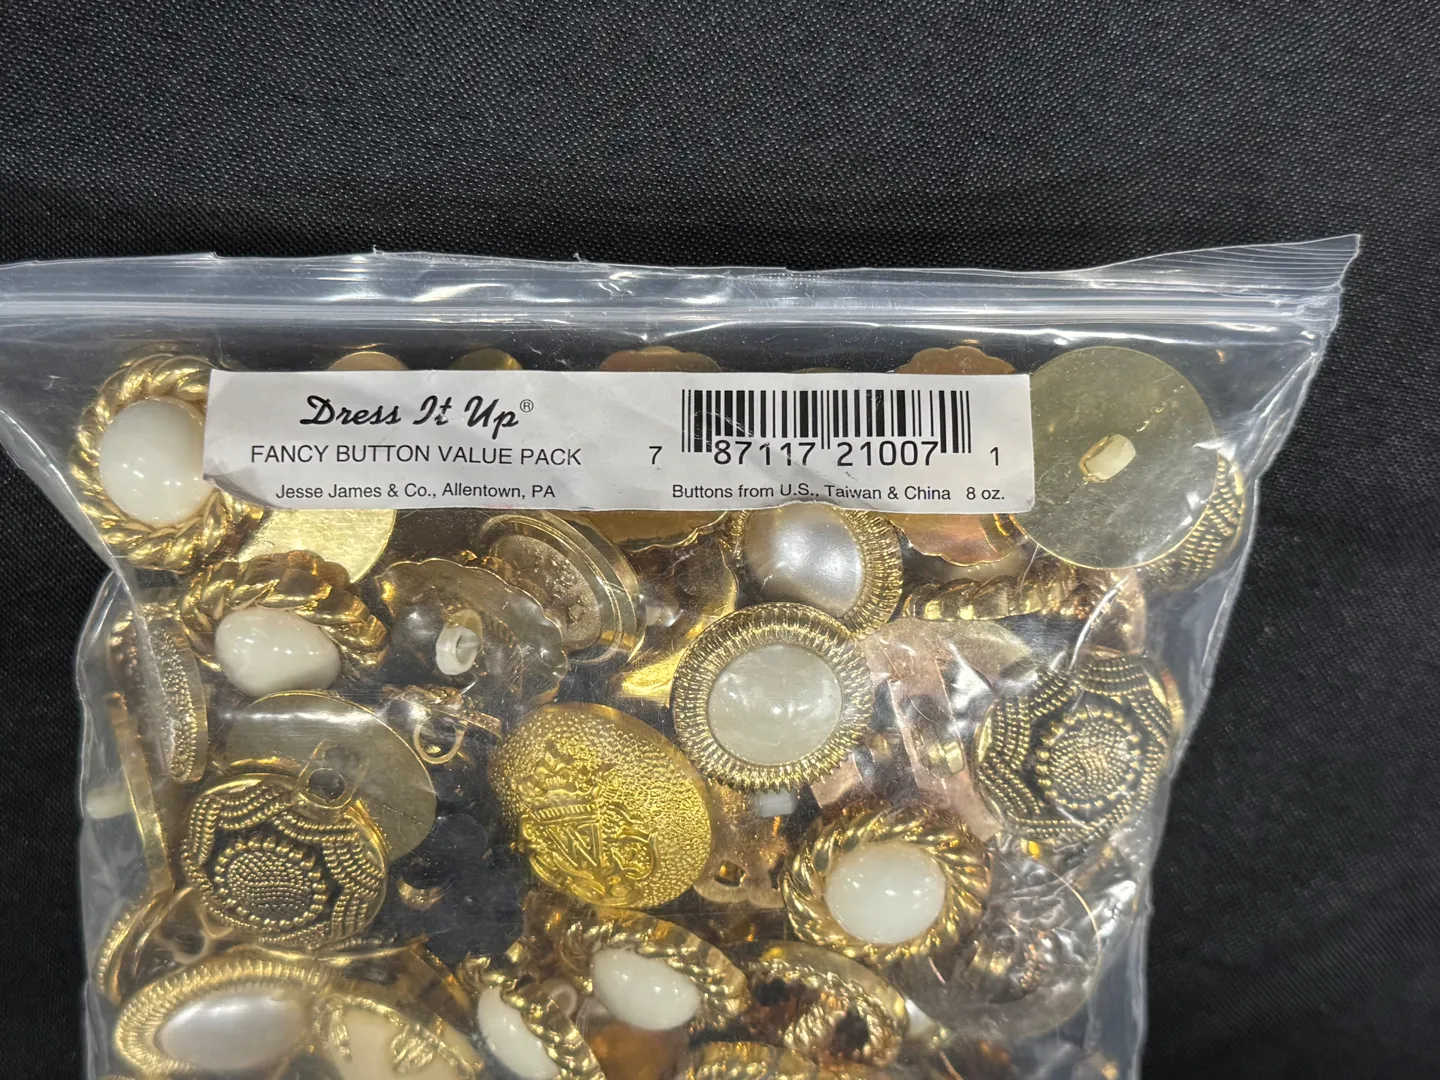 Dress It Up®
FANCY BUTTON VALUE PACK
Jesse James & Co., Allentown, PA
7 87117 21007 1
Buttons from U.S., Taiwan & China 8 oz.